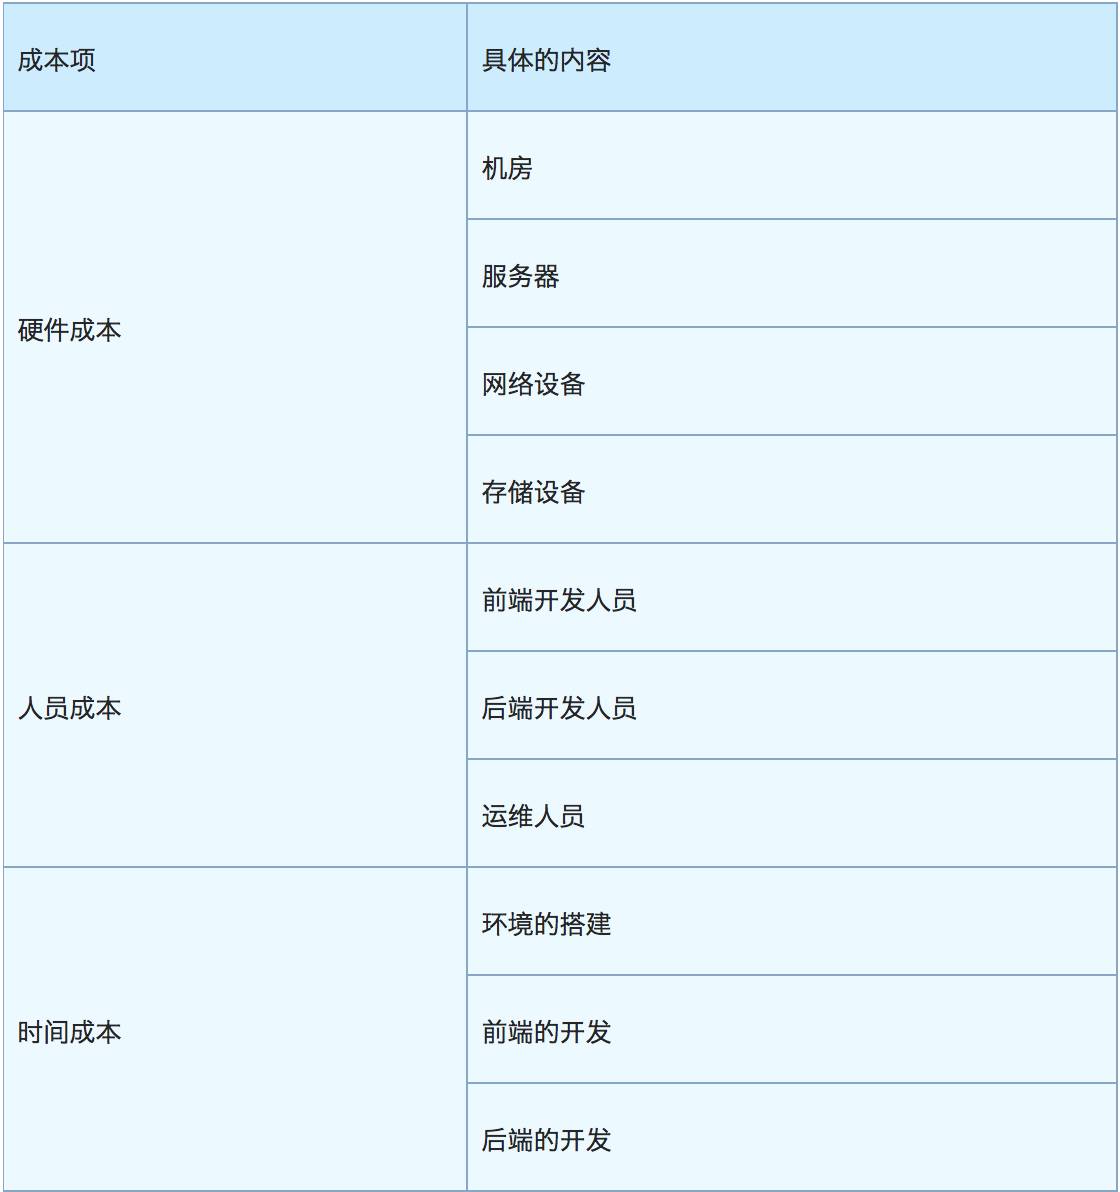 成本项
具体的内容
硬件成本
机房
服务器
网络设备
存储设备
人员成本
前端开发人员
后端开发人员
运维人员
时间成本
环境的搭建
前端的开发
后端的开发